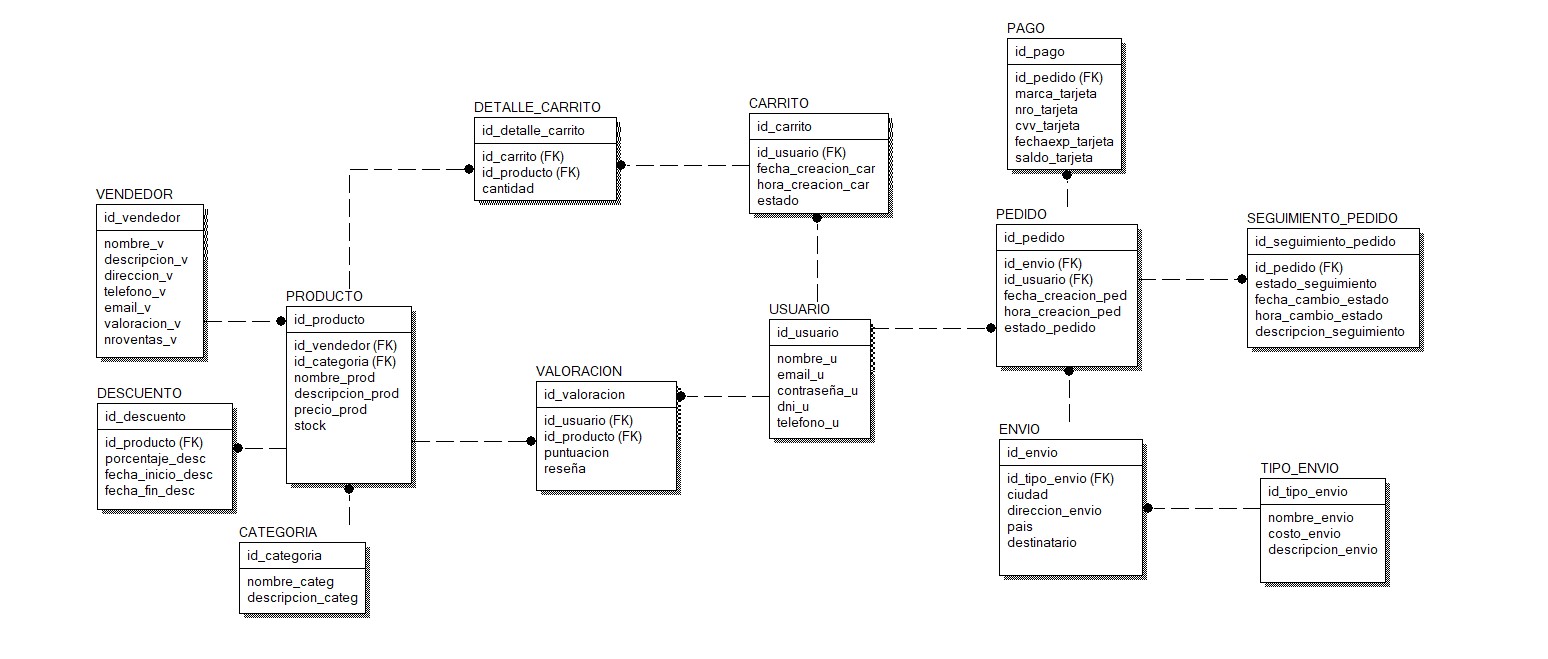 PAGO
id_pago
id_pedido (FK)
marca_tarjeta
nro_tarjeta
cvv_tarjeta
fechaexp_tarjeta
saldo_tarjeta
DETALLE_CARRITO
id_detalle_carrito
id_carrito (FK)
id_producto (FK)
cantidad
CARRITO
id_carrito
id_usuario (FK)
fecha_creacion_car
hora_creacion_car
estado
VENDEDOR
id_vendedor
nombre_v
descripcion_v
direccion_v
telefono_v
email_v
valoracion_v
nroventas_v
PEDIDO
id_pedido
id_envio (FK)
id_usuario (FK)
fecha_creacion_ped
hora_creacion_ped
estado_pedido
SEGUIMIENTO_PEDIDO
id_seguimiento_pedido
id_pedido (FK)
estado_seguimiento
fecha_cambio_estado
hora_cambio_estado
descripcion_seguimiento
PRODUCTO
id_producto
id_vendedor (FK)
id_categoria (FK)
nombre_prod
descripcion_prod
precio_prod
stock
USUARIO
id_usuario
nombre_u
email_u
contraseña_u
dni_u
telefono_u
VALORACION
id_valoracion
id_usuario (FK)
id_producto (FK)
puntuacion
reseña
DESCUENTO
id_descuento
id_producto (FK)
porcentaje_desc
fecha_inicio_desc
fecha_fin_desc
ENVIO
id_envio
id_tipo_envio (FK)
ciudad
direccion_envio
pais
destinatario
TIPO_ENVIO
id_tipo_envio
nombre_envio
costo_envio
descripcion_envio
CATEGORIA
id_categoria
nombre_categ
descripcion_categ